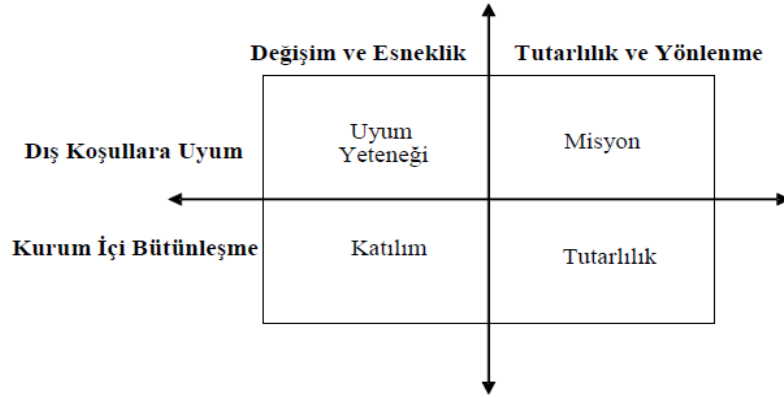 Değişim ve Esneklik
Tutarlılık ve Yönlenme
Dış Koşullara Uyum
Uyum
Yeteneği
Misyon
Kurum İçi Bütünleşme
Katılım
Tutarlılık